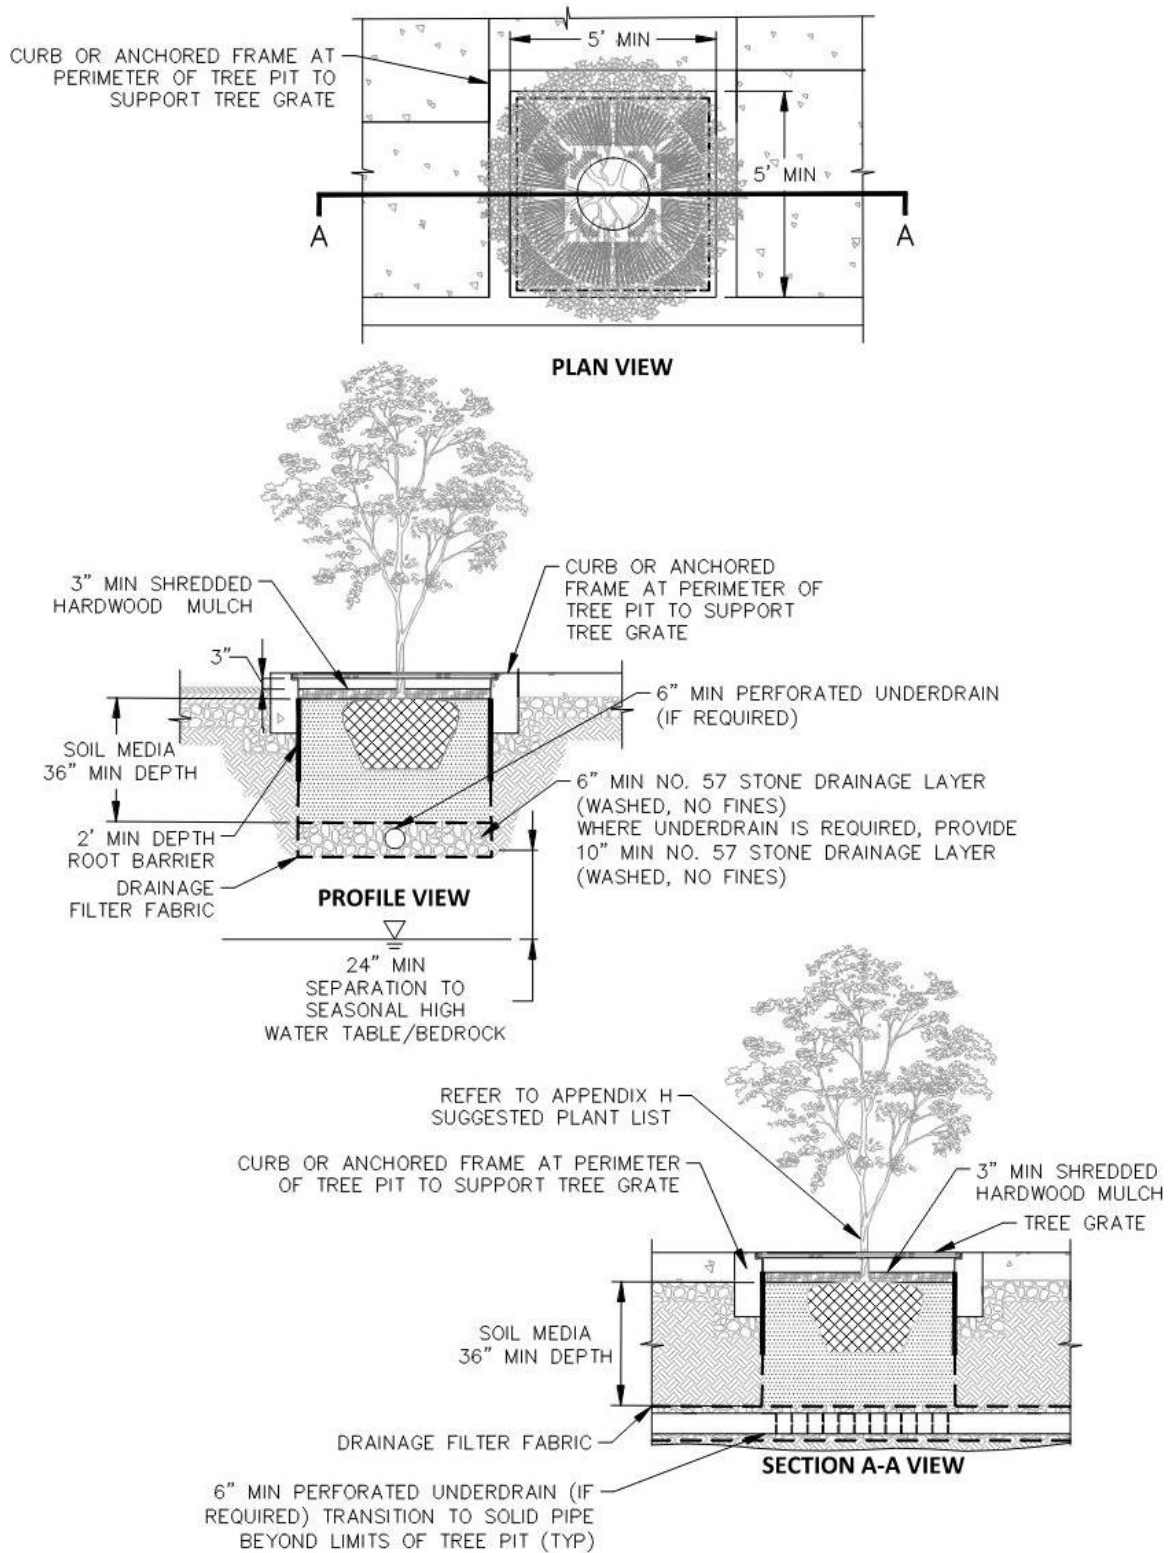 5' MIN
CURB OR ANCHORED FRAME AT
PERIMETER OF TREE PIT TO
SUPPORT TREE GRATE
5' MIN
A
A
PLAN VIEW
3" MIN SHREDDED
HARDWOOD MULCH
CURB OR ANCHORED
FRAME AT PERIMETER OF
TREE PIT TO SUPPORT
TREE GRATE
3"
6" MIN PERFORATED UNDERDRAIN
(IF REQUIRED)
SOIL MEDIA
36" MIN DEPTH
6" MIN NO. 57 STONE DRAINAGE LAYER
(WASHED, NO FINES)
WHERE UNDERDRAIN IS REQUIRED, PROVIDE
10" MIN NO. 57 STONE DRAINAGE LAYER
(WASHED, NO FINES)
2' MIN DEPTH
ROOT BARRIER
DRAINAGE
FILTER FABRIC
PROFILE VIEW
24" MIN
SEPARATION TO
SEASONAL HIGH
WATER TABLE/BEDROCK
REFER TO APPENDIX H
SUGGESTED PLANT LIST
CURB OR ANCHORED FRAME AT PERIMETER
OF TREE PIT TO SUPPORT TREE GRATE
3" MIN SHREDDED
HARDWOOD MULCH
TREE GRATE
SOIL MEDIA
36" MIN DEPTH
DRAINAGE FILTER FABRIC
SECTION A-A VIEW
6" MIN PERFORATED UNDERDRAIN (IF
REQUIRED) TRANSITION TO SOLID PIPE
BEYOND LIMITS OF TREE PIT (TYP)